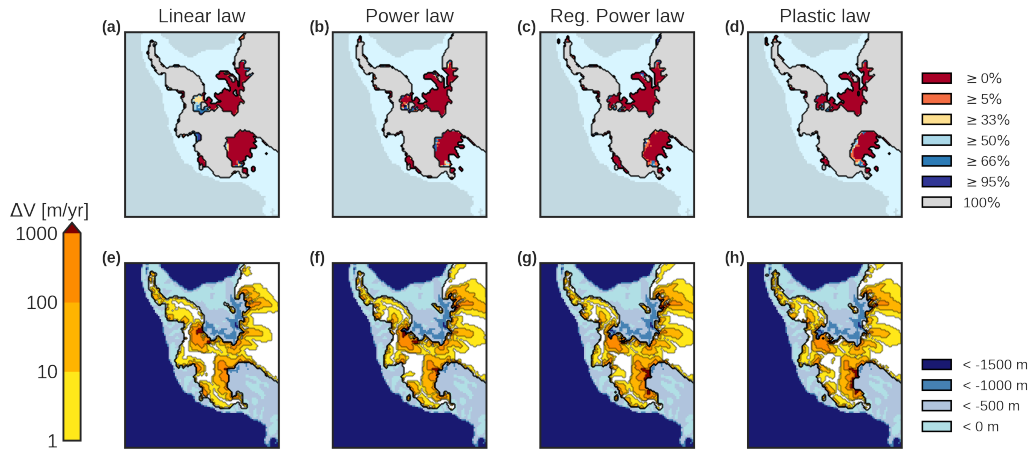 Linear law
Power law
Reg. Power law
Plastic law
(a)
(b)
(c)
(d)
≥ 0%
≥ 5%
≥ 33%
≥ 50%
≥ 66%
≥ 95%
100%
ΔV [m/yr]
1000
100
10
1
(e)
(f)
(g)
(h)
< -1500 m
< -1000 m
< -500 m
< 0 m